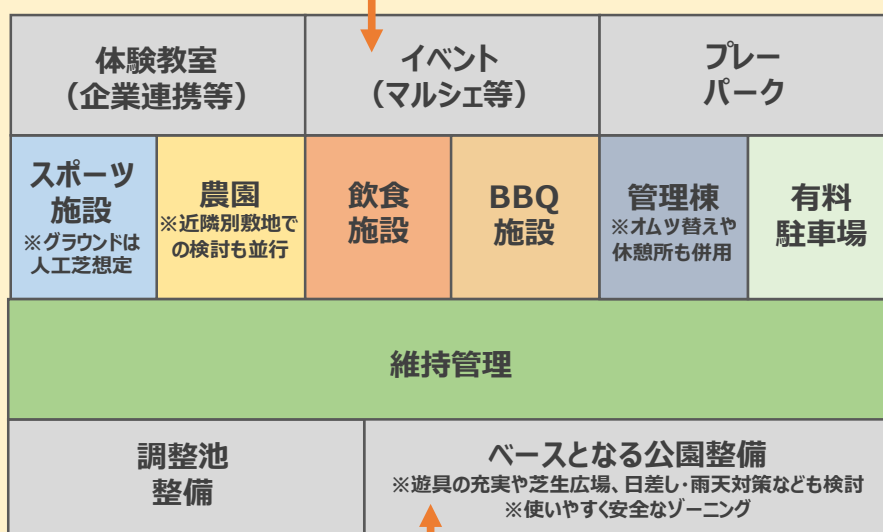 体験教室
（企業連携等）
イベント
（マルシェ等）
プレー
パーク
スポーツ
施設
※グラウンドは
人工芝想定
農園
※近隣別敷地で
の検討も並行
飲食
施設
BBQ
施設
管理棟
※オムツ替えや
休憩所も併用
有料
駐車場
維持管理
調整池
整備
ベースとなる公園整備
※遊具の充実や芝生広場、日差し・雨天対策なども検討
※使いやすく安全なゾーニング